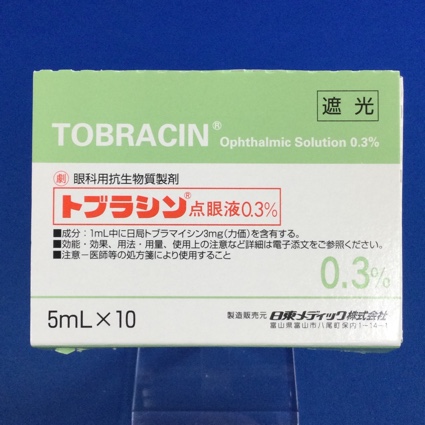 遮光
TOBRACIN® Ophthalmic Solution 0.3%
劇 眼科用抗生物質製剤
トブラシン®点眼液0.3%
■成分：1mL中に日局トブラマイシン3mg（力価）を含有する。
■効能・効果、用法・用量、使用上の注意など詳細は電子添文をご参照ください。
■注意－医師等の処方箋により使用すること
0.3%
5mL×10
製造販売元 日東メディック株式会社
富山県富山市八尾町保内1-14-1